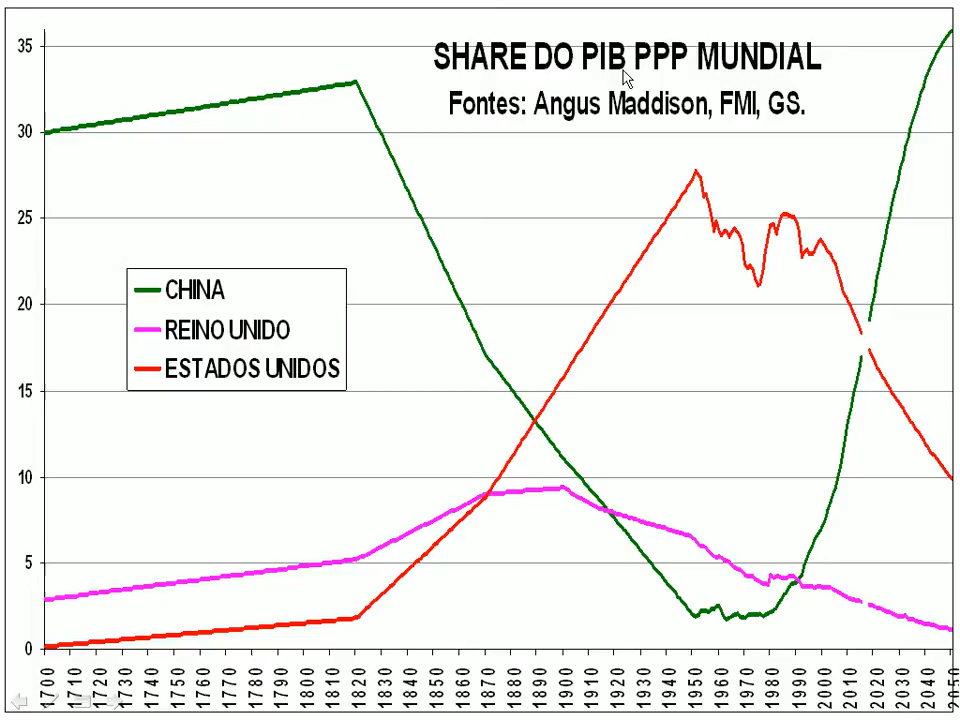 SHARE DO PIB PPP MUNDIAL
Fontes: Angus Maddison, FMI, GS.
35
30
25
20
15
10
5
0
CHINA
REINO UNIDO
ESTADOS UNIDOS
1700 1710 1720 1730 1740 1750 1760 1770 1780 1790 1800 1810 1820 1830 1840 1850 1860 1870 1880 1890 1900 1910 1920 1930 1940 1950 1960 1970 1980 1990 2000 2010 2020 2030 2040 2050